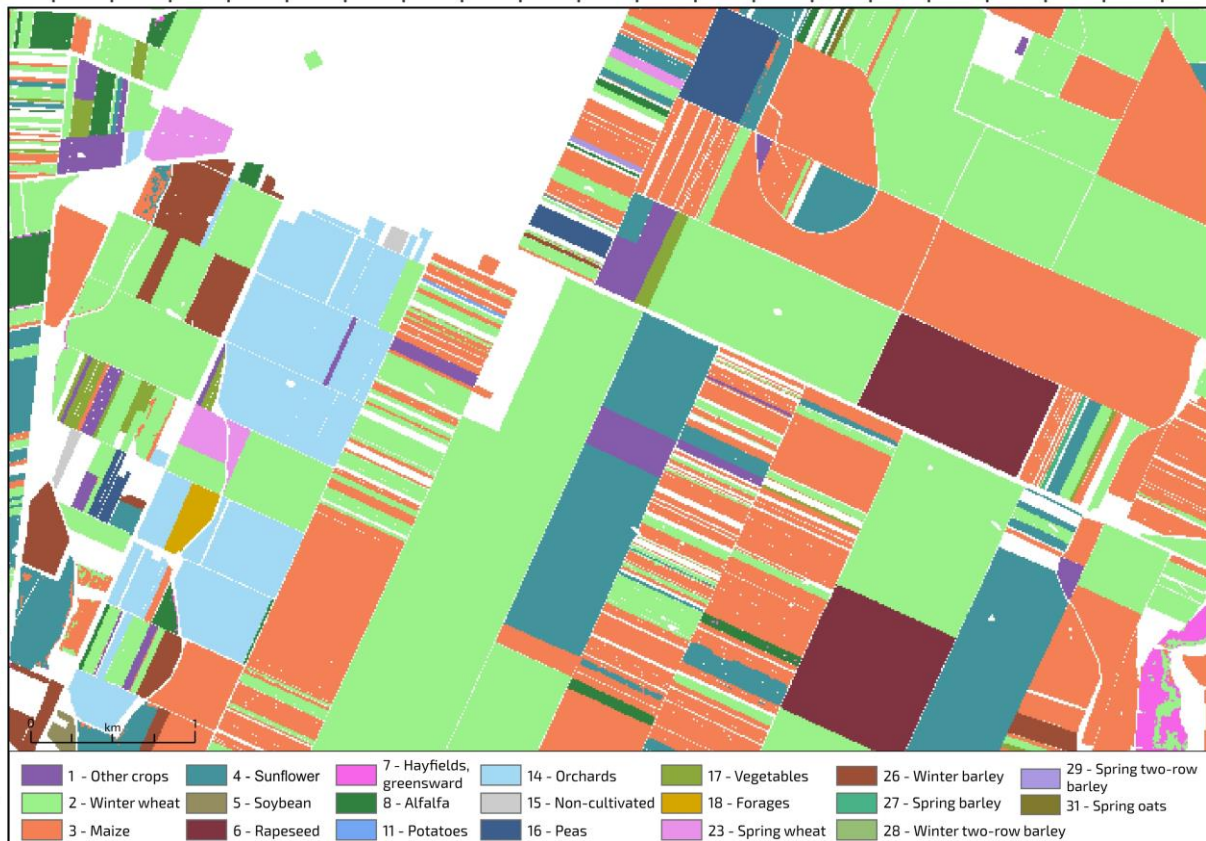 0 km 1
1 - Other crops
2 - Winter wheat
3 - Maize
4 - Sunflower
5 - Soybean
6 - Rapeseed
7 - Hayfields,
greensward
8 - Alfalfa
11 - Potatoes
14 - Orchards
15 - Non-cultivated
16 - Peas
17 - Vegetables
18 - Forages
23 - Spring wheat
26 - Winter barley
27 - Spring barley
28 - Winter two-row barley
29 - Spring two-row
barley
31 - Spring oats